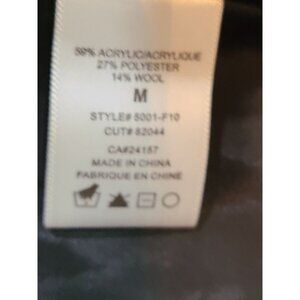 59% ACRYLIC/ACRYLIQUE
27% POLYESTER
14% WOOL
M
STYLE# 5001-F10
CUT# 82044
CA#24157
MADE IN CHINA
FABRIQUE EN CHINE